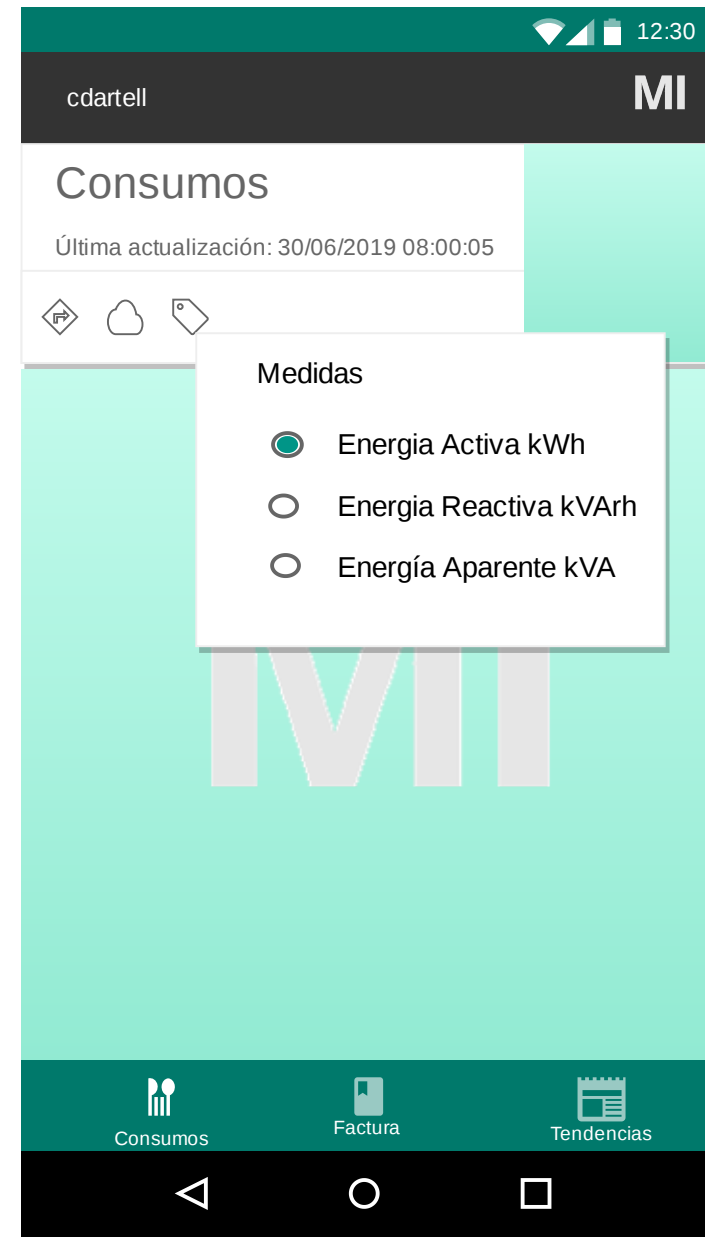 12:30
cdartell
MI
Consumos
Última actualización: 30/06/2019 08:00:05
Medidas
Energia Activa kWh
Energia Reactiva kVArh
Energía Aparente kVA
MI
Consumos
Factura
Tendencias